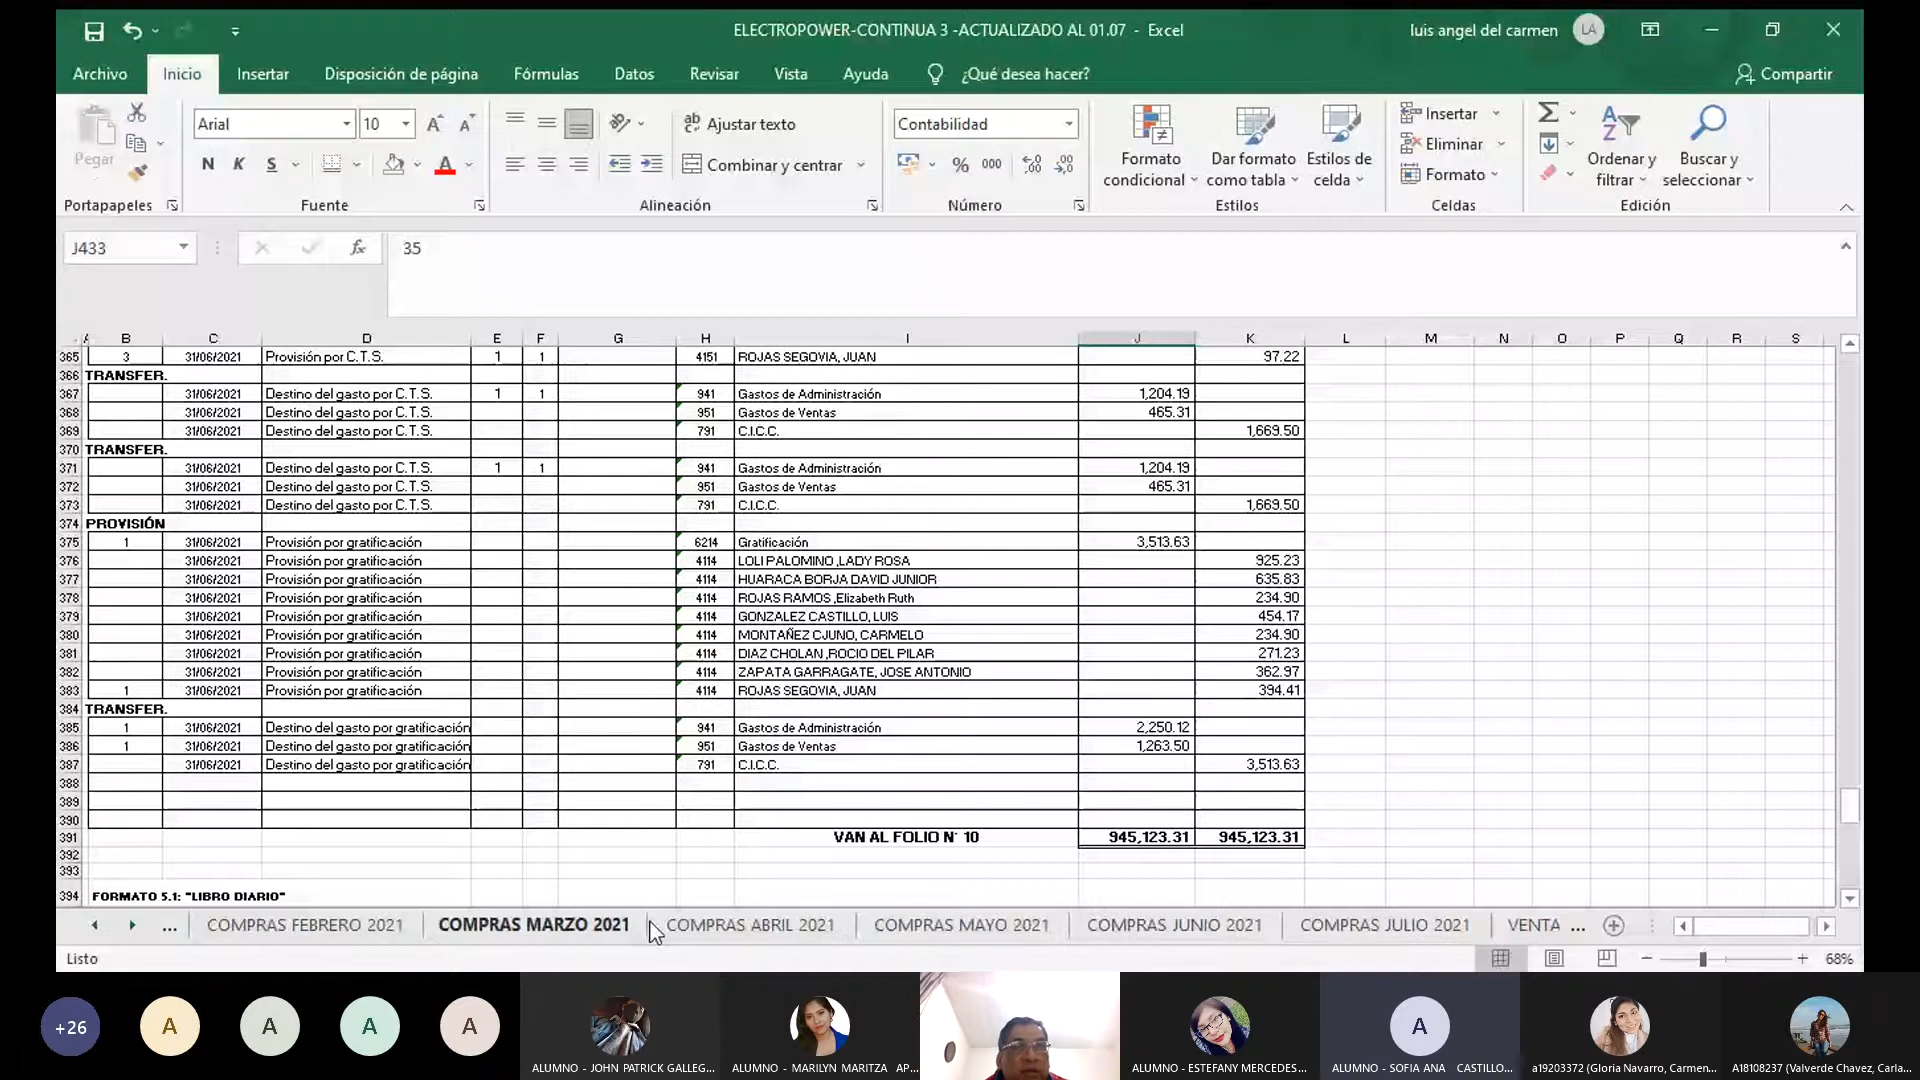 ELECTROPOWER-CONTINUA 3 -ACTUALIZADO AL 01.07 - Excel
luis angel del carmen
LA
Archivo Inicio Insertar Disposición de página Fórmulas Datos Revisar Vista Ayuda ¿Qué desea hacer? Compartir
Pegar
Arial 10
Ajustar texto
Contabilidad
Formato condicional
Dar formato como tabla
Estilos de celda
Insertar
Eliminar
Formato
Ordenar y filtrar
Buscar y seleccionar
N K S
Combinar y centrar
% 000
Portapapeles Fuente Alineación Número Estilos Celdas Edición
J433 fx 35
A B C D E F G H I J K L M N O P Q R S
365 3 31/06/2021 Provisión por C.T.S. 1 1 4151 ROJAS SEGOVIA, JUAN 97.22
366 TRANSFER.
367 31/06/2021 Destino del gasto por C.T.S. 1 1 941 Gastos de Administración 1,204.19
368 31/06/2021 Destino del gasto por C.T.S. 951 Gastos de Ventas 465.31
369 31/06/2021 Destino del gasto por C.T.S. 791 C.I.C.C. 1,669.50
370 TRANSFER.
371 31/06/2021 Destino del gasto por C.T.S. 1 1 941 Gastos de Administración 1,204.19
372 31/06/2021 Destino del gasto por C.T.S. 951 Gastos de Ventas 465.31
373 31/06/2021 Destino del gasto por C.T.S. 791 C.I.C.C. 1,669.50
374 PROVISIÓN
375 1 31/06/2021 Provisión por gratificación 6214 Gratificación 3,513.63
376 31/06/2021 Provisión por gratificación 4114 LOLI PALOMINO ,LADY ROSA 925.23
377 31/06/2021 Provisión por gratificación 4114 HUARACA BORJA DAVID JUNIOR 635.83
378 31/06/2021 Provisión por gratificación 4114 ROJAS RAMOS ,Elizabeth Ruth 234.90
379 31/06/2021 Provisión por gratificación 4114 GONZALEZ CASTILLO, LUIS 454.17
380 31/06/2021 Provisión por gratificación 4114 MONTAÑEZ CJUNO, CARMELO 234.90
381 31/06/2021 Provisión por gratificación 4114 DIAZ CHOLAN ,ROCIO DEL PILAR 271.23
382 31/06/2021 Provisión por gratificación 4114 ZAPATA GARRAGATE, JOSE ANTONIO 362.97
383 1 31/06/2021 Provisión por gratificación 4114 ROJAS SEGOVIA, JUAN 394.41
384 TRANSFER.
385 1 31/06/2021 Destino del gasto por gratificación 941 Gastos de Administración 2,250.12
386 1 31/06/2021 Destino del gasto por gratificación 951 Gastos de Ventas 1,263.50
387 31/06/2021 Destino del gasto por gratificación 791 C.I.C.C. 3,513.63
388
389
390
391 VAN AL FOLIO N° 10 945,123.31 945,123.31
392
393
394 FORMATO 5.1: "LIBRO DIARIO"
... COMPRAS FEBRERO 2021 COMPRAS MARZO 2021 COMPRAS ABRIL 2021 COMPRAS MAYO 2021 COMPRAS JUNIO 2021 COMPRAS JULIO 2021 VENTA ...
Listo 68%
+26 A A A A A
ALUMNO - JOHN PATRICK GALLEG... ALUMNO - MARILYN MARITZA AP... ALUMNO - ESTEFANY MERCEDES... ALUMNO - SOFIA ANA CASTILLO... a19203372 (Gloria Navarro, Carmen... A18108237 (Valverde Chavez, Carla...